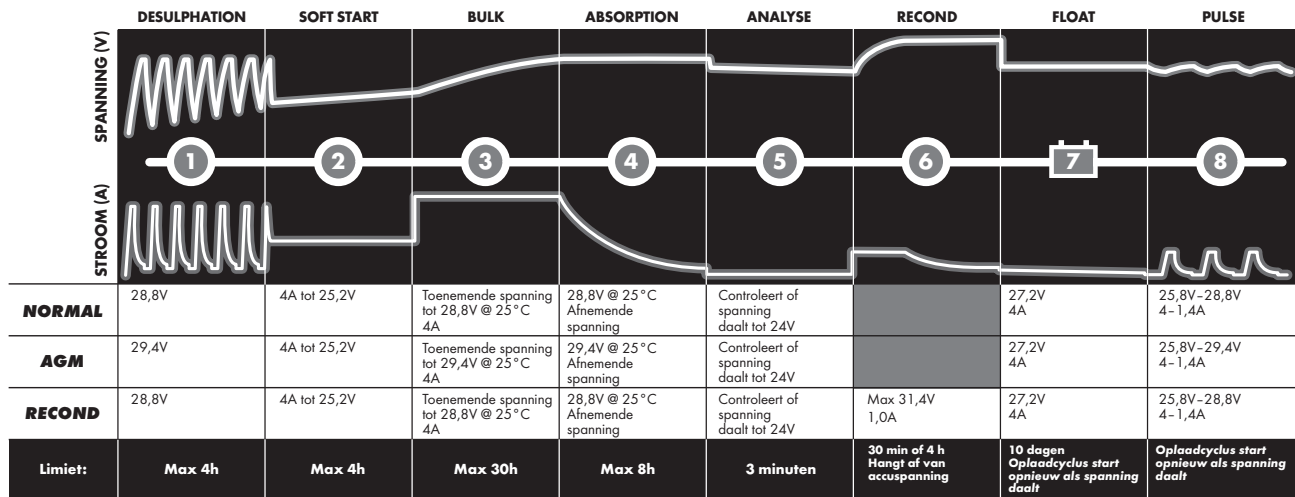 DESULPHATION SOFT START BULK ABSORPTION ANALYSE RECOND FLOAT PULSE
SPANNING (V)
1 2 3 4 5 6 7 8
STROOM (A)
NORMAL
28,8V
4A tot 25,2V
Toenemende spanning
tot 28,8V @ 25°C
4A
28,8V @ 25°C
Afnemende
spanning
Controleert of
spanning
daalt tot 24V
27,2V
4A
25,8V–28,8V
4–1,4A
AGM
29,4V
4A tot 25,2V
Toenemende spanning
tot 29,4V @ 25°C
4A
29,4V @ 25°C
Afnemende
spanning
Controleert of
spanning
daalt tot 24V
27,2V
4A
25,8V–29,4V
4–1,4A
RECOND
28,8V
4A tot 25,2V
Toenemende spanning
tot 28,8V @ 25°C
4A
28,8V @ 25°C
Afnemende
spanning
Controleert of
spanning
daalt tot 24V
Max 31,4V
1,0A
27,2V
4A
25,8V–28,8V
4–1,4A
Limiet:
Max 4h
Max 4h
Max 30h
Max 8h
3 minuten
30 min of 4 h
Hangt af van
accuspanning
10 dagen
Oplaadcyclus start
opnieuw als spanning
daalt
Oplaadcyclus start
opnieuw als spanning
daalt